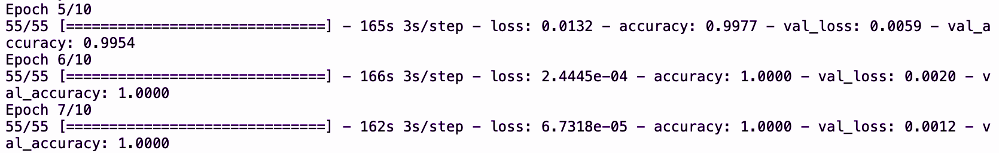 Epoch 5/10
55/55 [==============================] - 165s 3s/step - loss: 0.0132 - accuracy: 0.9977 - val_loss: 0.0059 - val_a
ccuracy: 0.9954
Epoch 6/10
55/55 [==============================] - 166s 3s/step - loss: 2.4445e-04 - accuracy: 1.0000 - val_loss: 0.0020 - v
al_accuracy: 1.0000
Epoch 7/10
55/55 [==============================] - 162s 3s/step - loss: 6.7318e-05 - accuracy: 1.0000 - val_loss: 0.0012 - v
al_accuracy: 1.0000